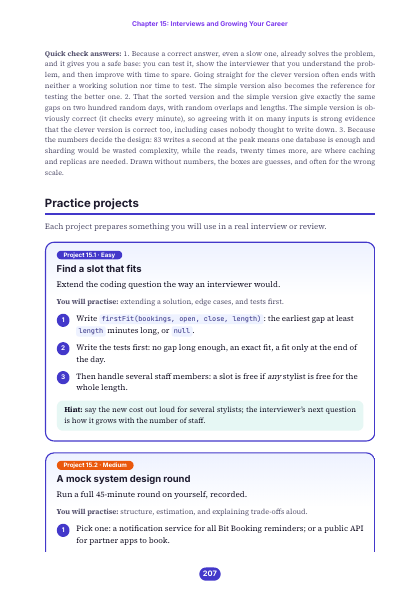 Chapter 15: Interviews and Growing Your Career
Quick check answers: 1. Because a correct answer, even a slow one, already solves the problem,
and it gives you a safe base: you can test it, show the interviewer that you understand the prob-
lem, and then improve with time to spare. Going straight for the clever version often ends with
neither a working solution nor time to test. The simple version also becomes the reference for
testing the better one. 2. That the sorted version and the simple version give exactly the same
gaps on two hundred random days, with random overlaps and lengths. The simple version is ob-
viously correct (it checks every minute), so agreeing with it on many inputs is strong evidence
that the clever version is correct too, including cases nobody thought to write down. 3. Because
the numbers decide the design: 83 writes a second at the peak means one database is enough and
sharding would be wasted complexity, while the reads, twenty times more, are where caching
and replicas are needed. Drawn without numbers, the boxes are guesses, and often for the wrong
scale.
Practice projects
Each project prepares something you will use in a real interview or review.
Project 15.1 · Easy
Find a slot that fits
Extend the coding question the way an interviewer would.
You will practise: extending a solution, edge cases, and tests first.
1 Write firstFit(bookings, open, close, length): the earliest gap at least
length minutes long, or null.
2 Write the tests first: no gap long enough, an exact fit, a fit only at the end of
the day.
3 Then handle several staff members: a slot is free if any stylist is free for the
whole length.
Hint: say the new cost out loud for several stylists; the interviewer's next question
is how it grows with the number of staff.
Project 15.2 · Medium
A mock system design round
Run a full 45-minute round on yourself, recorded.
You will practise: structure, estimation, and explaining trade-offs aloud.
1 Pick one: a notification service for all Bit Booking reminders; or a public API
for partner apps to book.
207